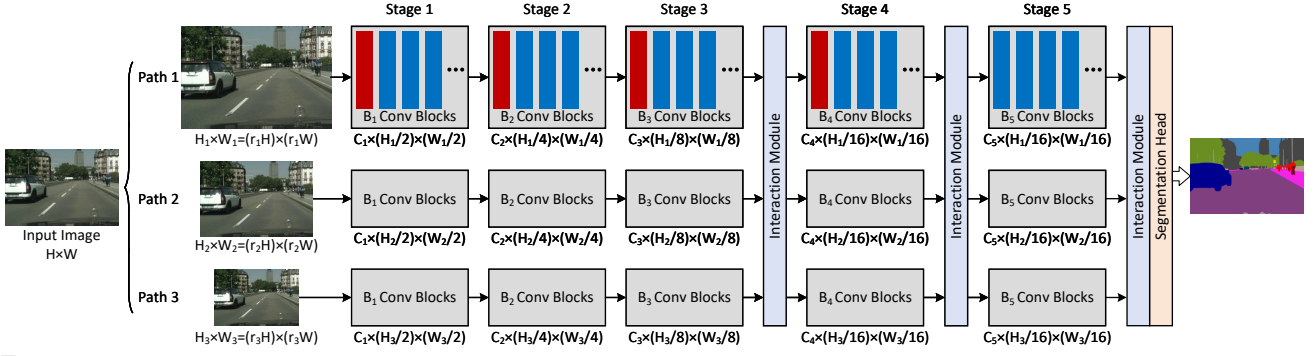 Stage 1 Stage 2 Stage 3 Stage 4 Stage 5
Path 1
B₁ Conv Blocks B₂ Conv Blocks B₃ Conv Blocks B₄ Conv Blocks B₅ Conv Blocks
H₁×W₁=(r₁H)×(r₁W) C₁×(H₁/2)×(W₁/2) C₂×(H₁/4)×(W₁/4) C₃×(H₁/8)×(W₁/8) C₄×(H₁/16)×(W₁/16) C₅×(H₁/16)×(W₁/16)
Path 2
B₁ Conv Blocks B₂ Conv Blocks B₃ Conv Blocks B₄ Conv Blocks B₅ Conv Blocks
H₂×W₂=(r₂H)×(r₂W) C₁×(H₂/2)×(W₂/2) C₂×(H₂/4)×(W₂/4) C₃×(H₂/8)×(W₂/8) C₄×(H₂/16)×(W₂/16) C₅×(H₂/16)×(W₂/16)
Input Image
H×W
Path 3
B₁ Conv Blocks B₂ Conv Blocks B₃ Conv Blocks B₄ Conv Blocks B₅ Conv Blocks
H₃×W₃=(r₃H)×(r₃W) C₁×(H₃/2)×(W₃/2) C₂×(H₃/4)×(W₃/4) C₃×(H₃/8)×(W₃/8) C₄×(H₃/16)×(W₃/16) C₅×(H₃/16)×(W₃/16)
Interaction Module
Interaction Module
Interaction Module
Segmentation Head